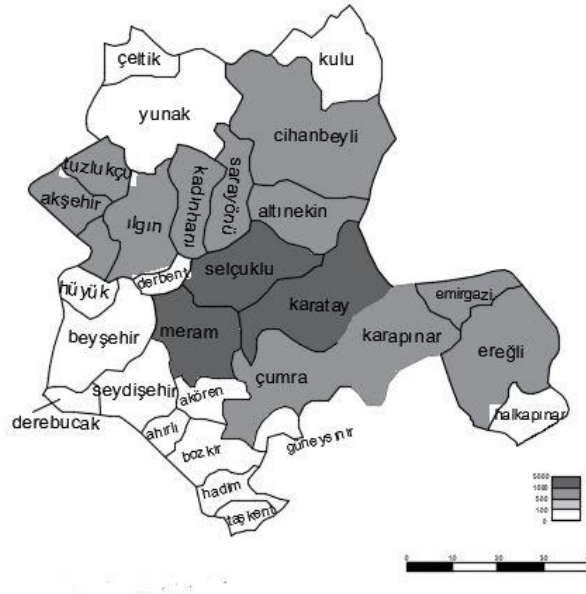 çeltik
kulu
yunak
cihanbeyli
tuzlukçu
kadınhanı
sarayönü
akşehir
ılgın
altınekin
selçuklu
derbent
hüyük
karatay
emirgazi
meram
karapınar
beyşehir
ereğli
çumra
seydişehir
akören
halkapınar
derebucak
ahırlı
güneysınır
bozkır
hadim
taşkent
5000
1000
500
100
0
0
10
20
30